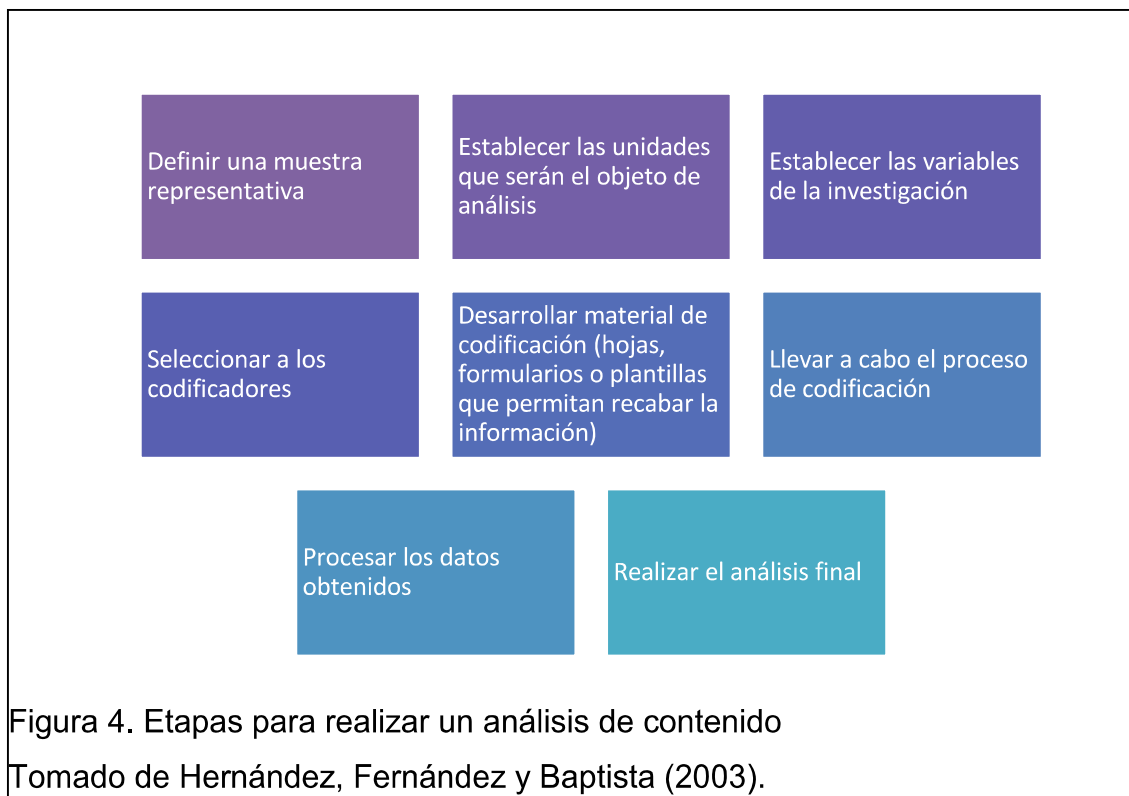 Definir una muestra
representativa
Establecer las unidades
que serán el objeto de
análisis
Establecer las variables
de la investigación
Seleccionar a los
codificadores
Desarrollar material de
codificación (hojas,
formularios o plantillas
que permitan recabar la
información)
Llevar a cabo el proceso
de codificación
Procesar los datos
obtenidos
Realizar el análisis final
Figura 4. Etapas para realizar un análisis de contenido
Tomado de Hernández, Fernández y Baptista (2003).